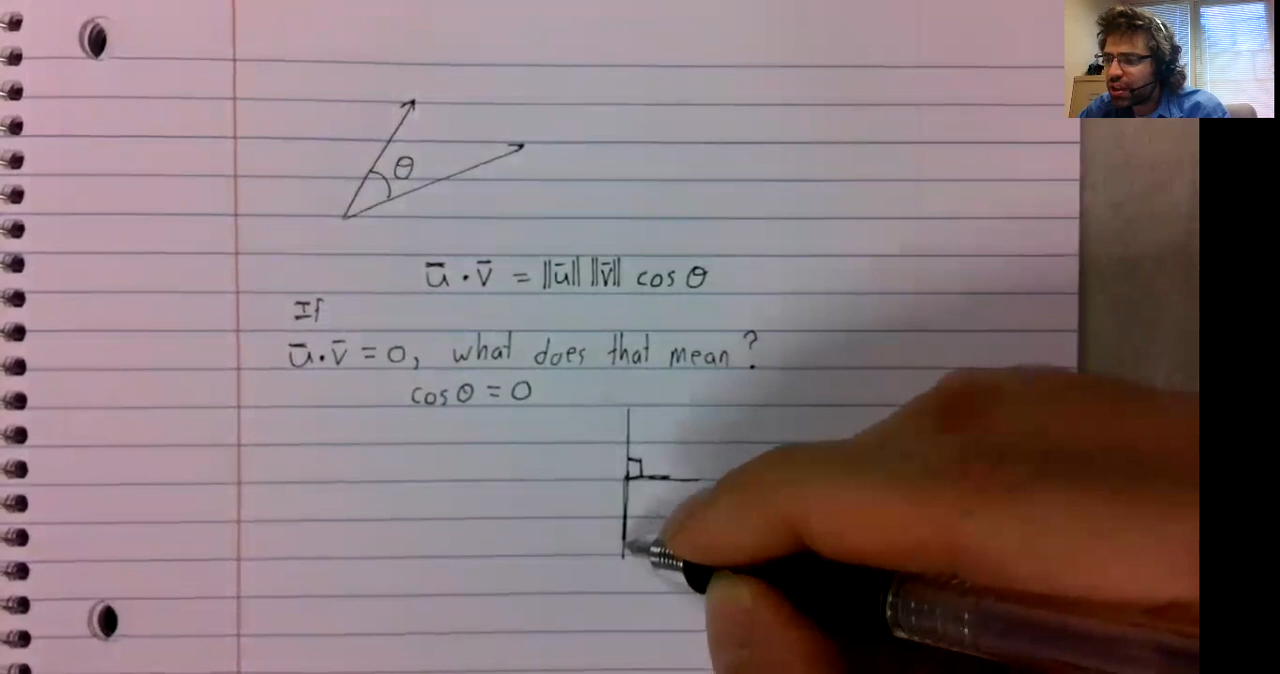 θ
ū · v̄ = ‖ū‖ ‖v̄‖ cos θ
If
ū · v̄ = 0, what does that mean?
cos θ = 0